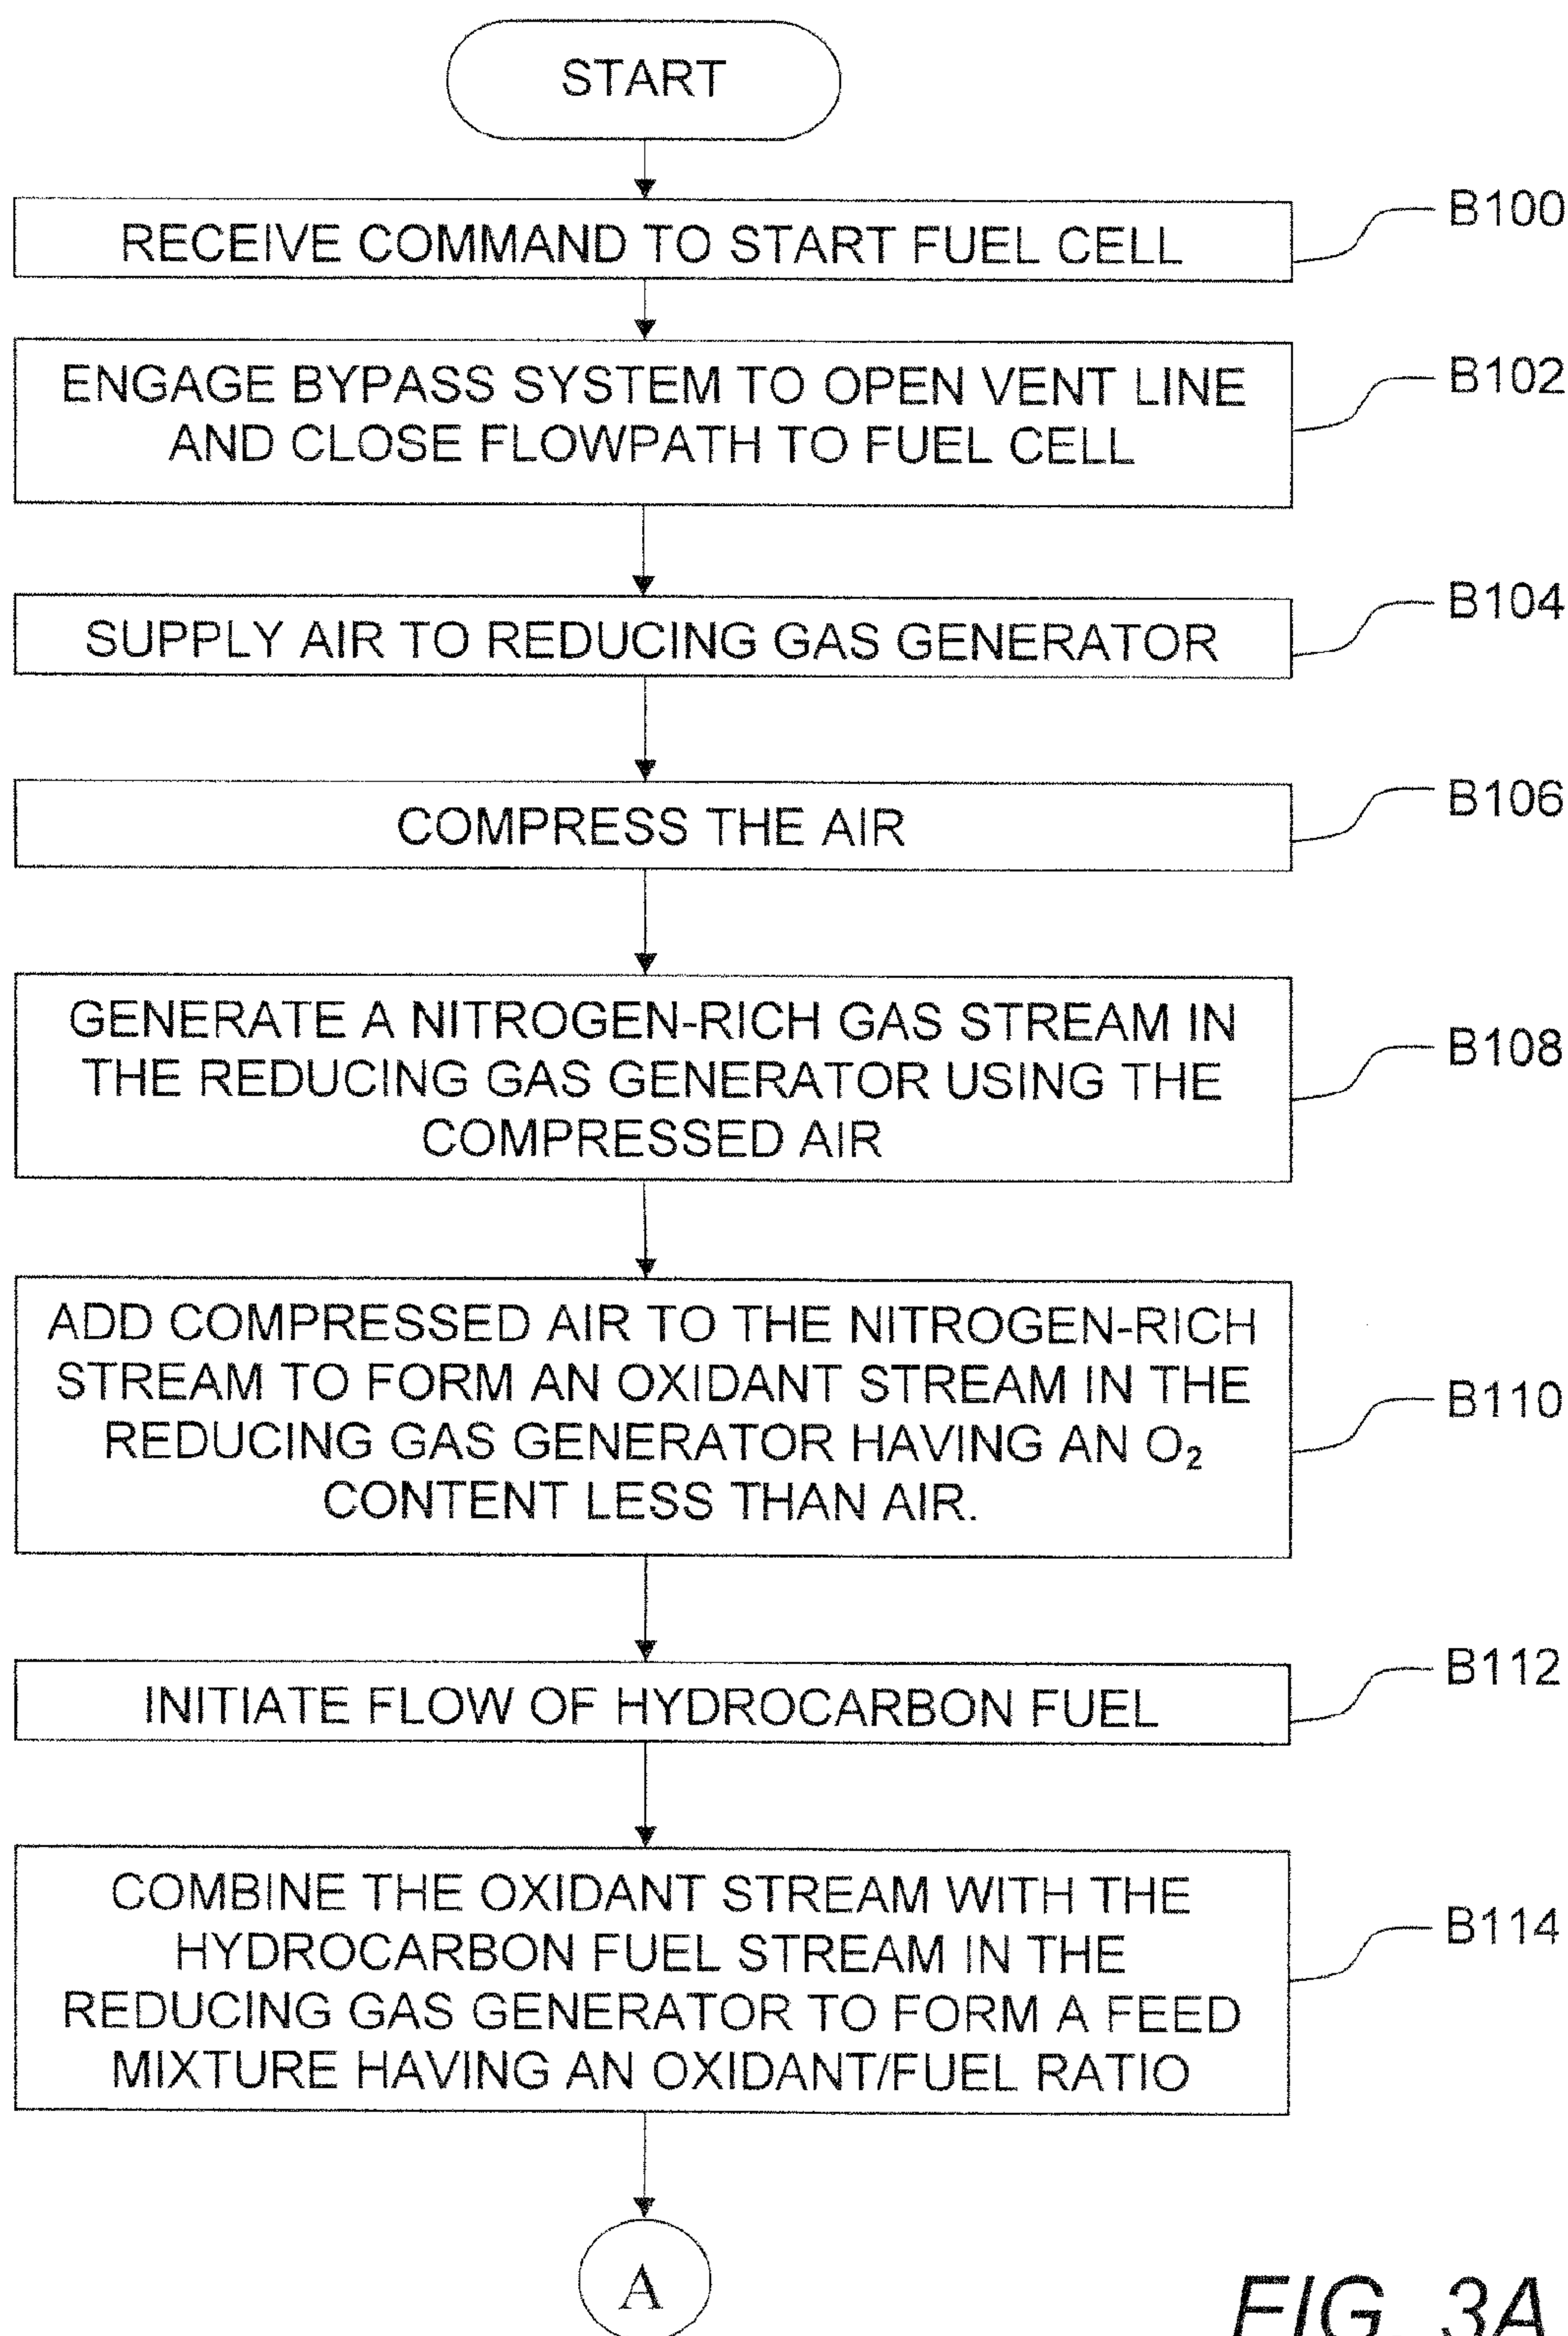 START
RECEIVE COMMAND TO START FUEL CELL
B100
ENGAGE BYPASS SYSTEM TO OPEN VENT LINE
AND CLOSE FLOWPATH TO FUEL CELL
B102
SUPPLY AIR TO REDUCING GAS GENERATOR
B104
COMPRESS THE AIR
B106
GENERATE A NITROGEN-RICH GAS STREAM IN
THE REDUCING GAS GENERATOR USING THE
COMPRESSED AIR
B108
ADD COMPRESSED AIR TO THE NITROGEN-RICH
STREAM TO FORM AN OXIDANT STREAM IN THE
REDUCING GAS GENERATOR HAVING AN O₂
CONTENT LESS THAN AIR.
B110
INITIATE FLOW OF HYDROCARBON FUEL
B112
COMBINE THE OXIDANT STREAM WITH THE
HYDROCARBON FUEL STREAM IN THE
REDUCING GAS GENERATOR TO FORM A FEED
MIXTURE HAVING AN OXIDANT/FUEL RATIO
B114
A
FIG. 3A